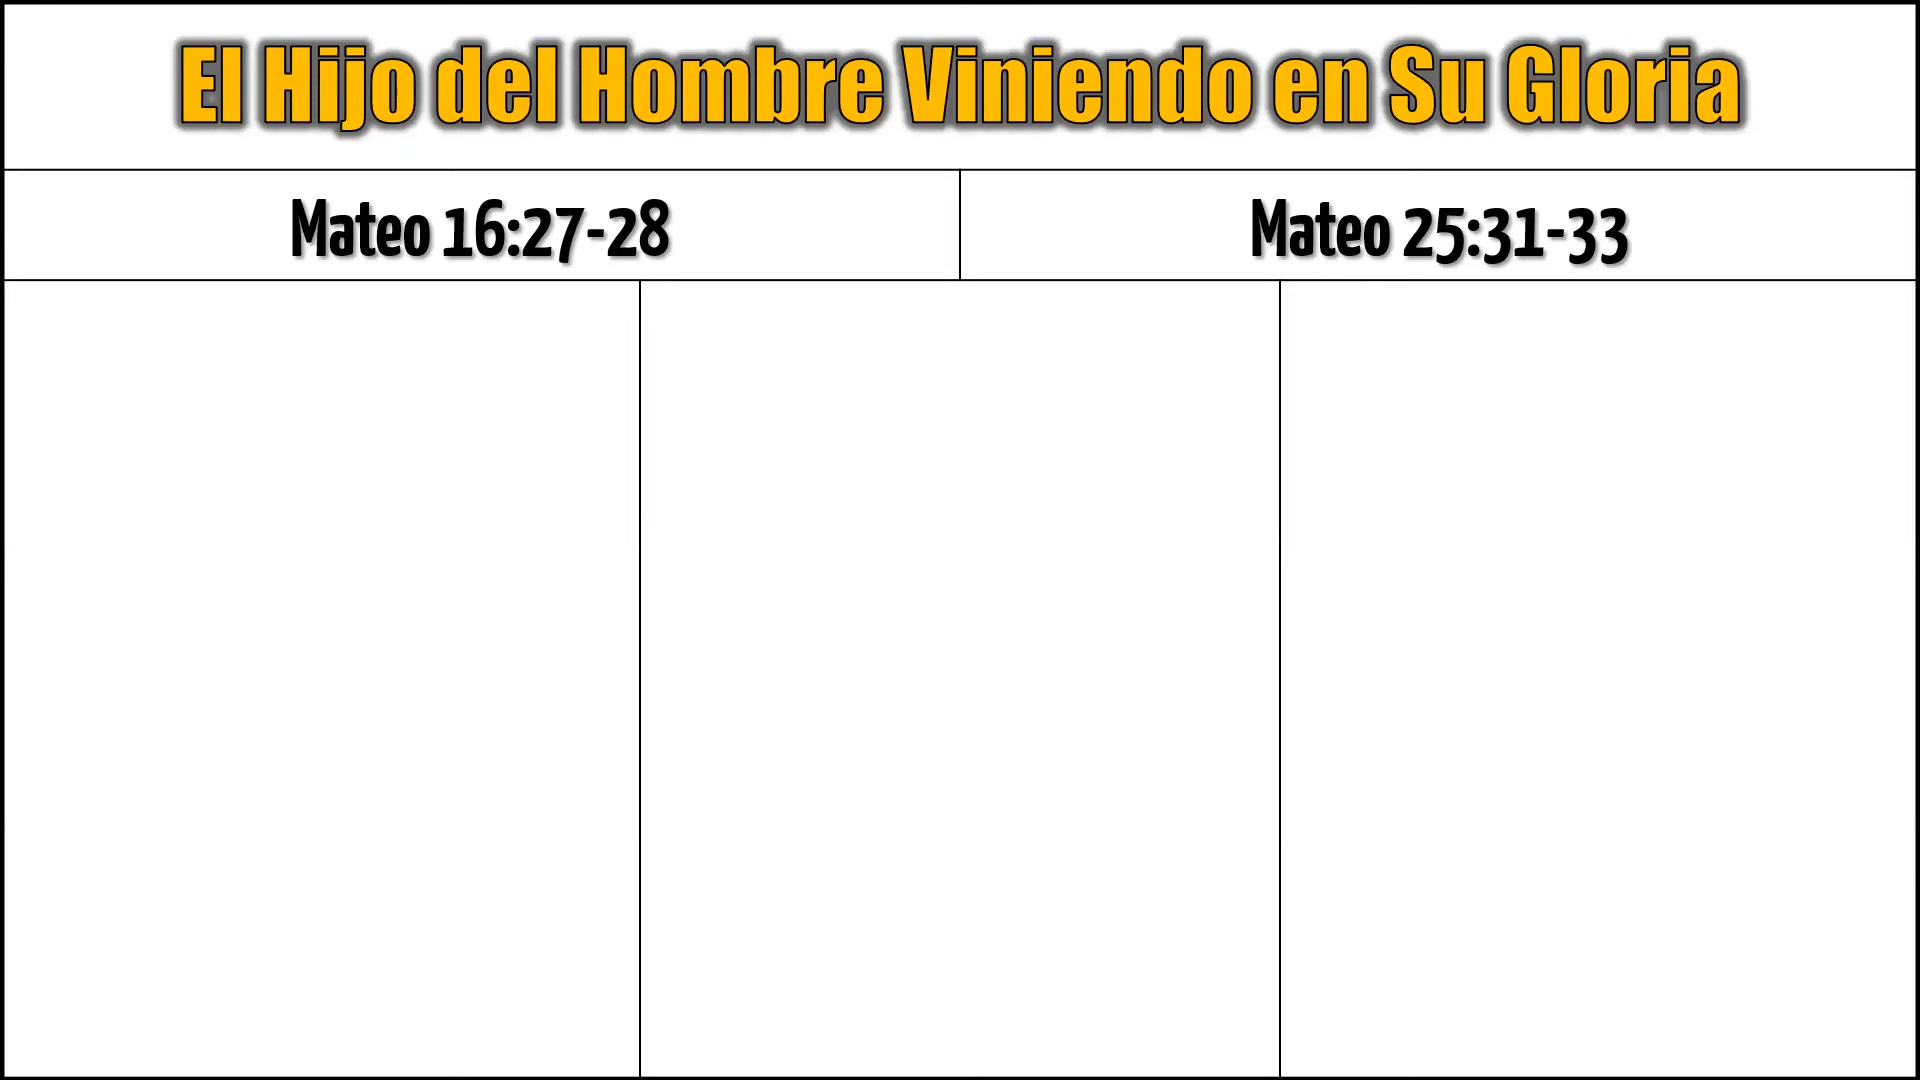 El Hijo del Hombre Viniendo en Su Gloria
Mateo 16:27-28
Mateo 25:31-33